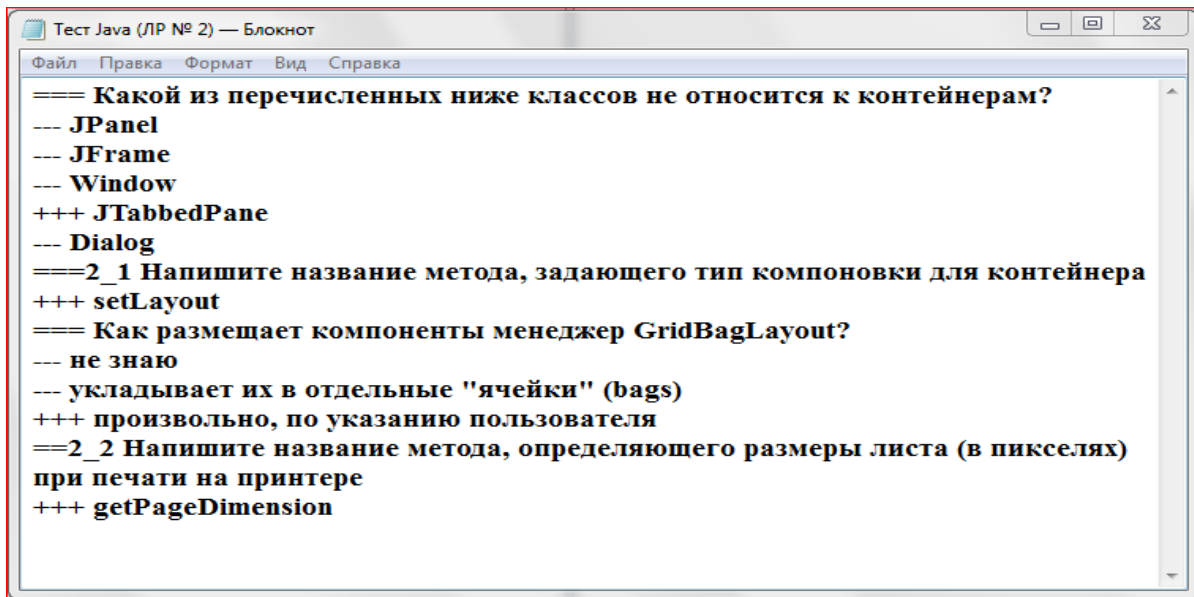 Тест Java (ЛР № 2) — Блокнот
Файл Правка Формат Вид Справка
=== Какой из перечисленных ниже классов не относится к контейнерам?
--- JPanel
--- JFrame
--- Window
+++ JTabbedPane
--- Dialog
===2_1 Напишите название метода, задающего тип компоновки для контейнера
+++ setLayout
=== Как размещает компоненты менеджер GridBagLayout?
--- не знаю
--- укладывает их в отдельные "ячейки" (bags)
+++ произвольно, по указанию пользователя
==2_2 Напишите название метода, определяющего размеры листа (в пикселях)
при печати на принтере
+++ getPageDimension